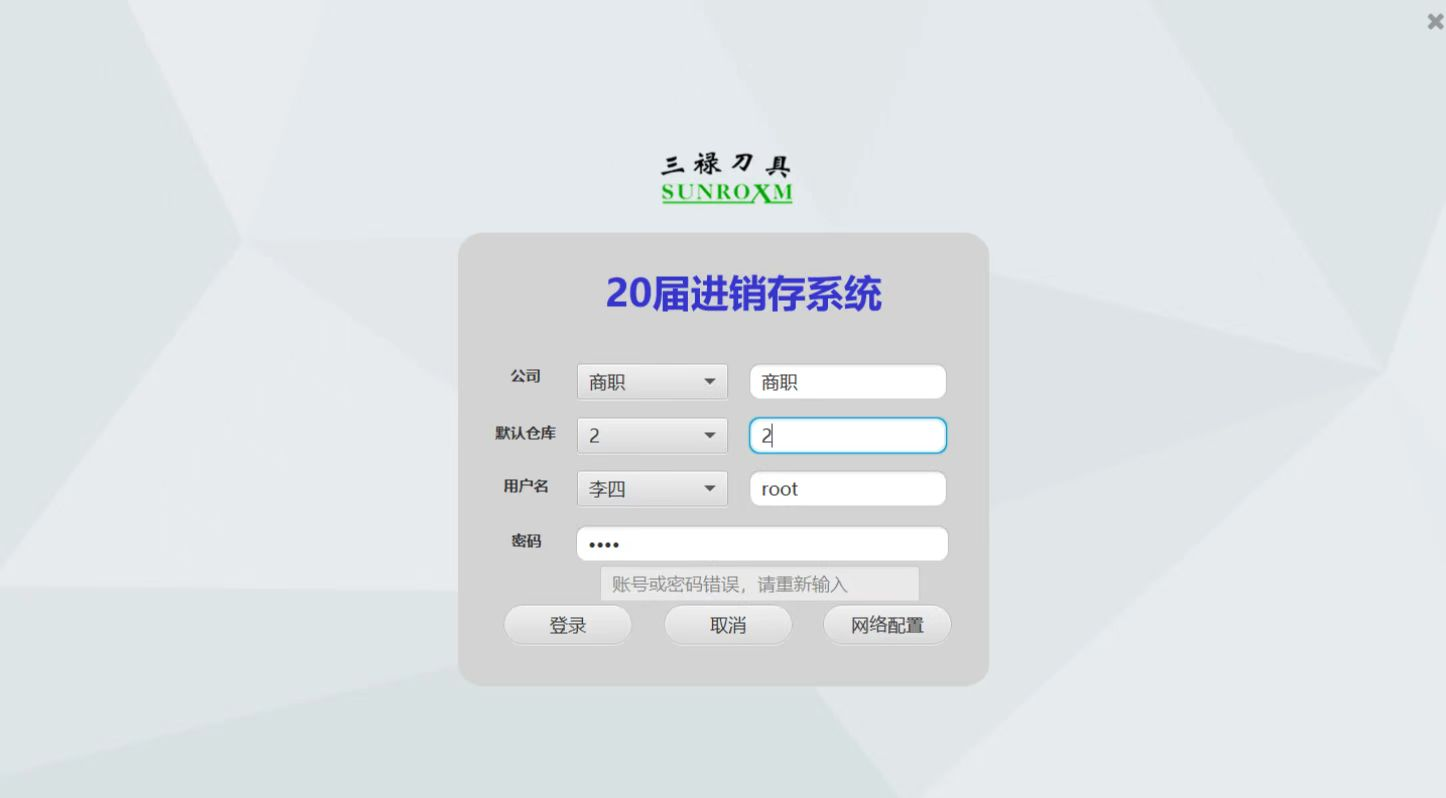 三禄刀具
SUNROXM
20届进销存系统
公司 商职 商职
默认仓库 2 2
用户名 李四 root
密码 ••••
账号或密码错误，请重新输入
登录 取消 网络配置